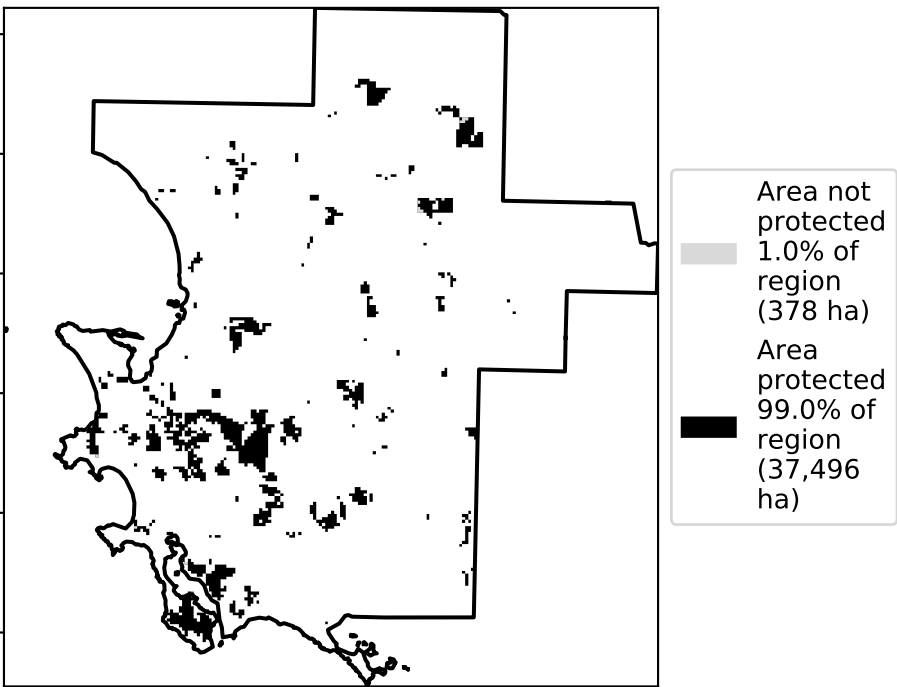 Area not
protected
1.0% of
region
(378 ha)
Area
protected
99.0% of
region
(37,496
ha)